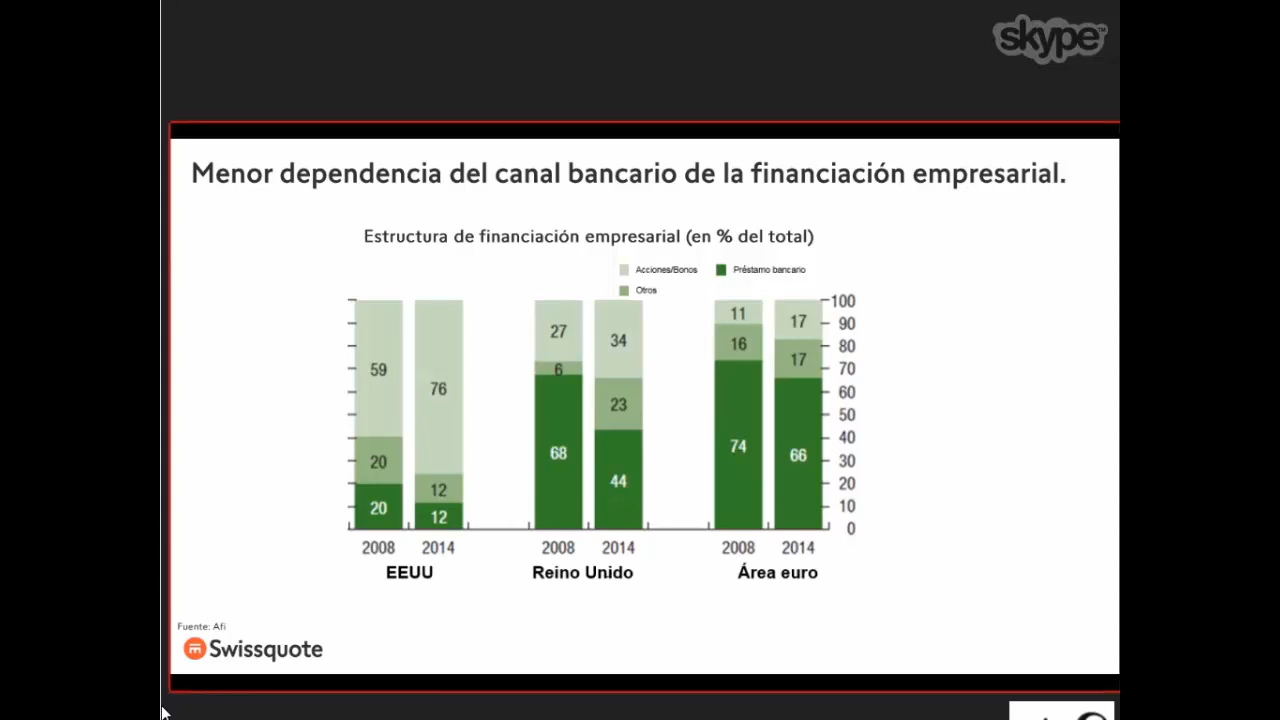 skype™
Menor dependencia del canal bancario de la financiación empresarial.
Estructura de financiación empresarial (en % del total)
Acciones/Bonos Préstamo bancario
Otros
59 76 27 34 11 17
20 12 6 23 16 17
20 12 68 44 74 66
100
90
80
70
60
50
40
30
20
10
0
2008 2014 2008 2014 2008 2014
EEUU Reino Unido Área euro
Fuente: Afi
Swissquote